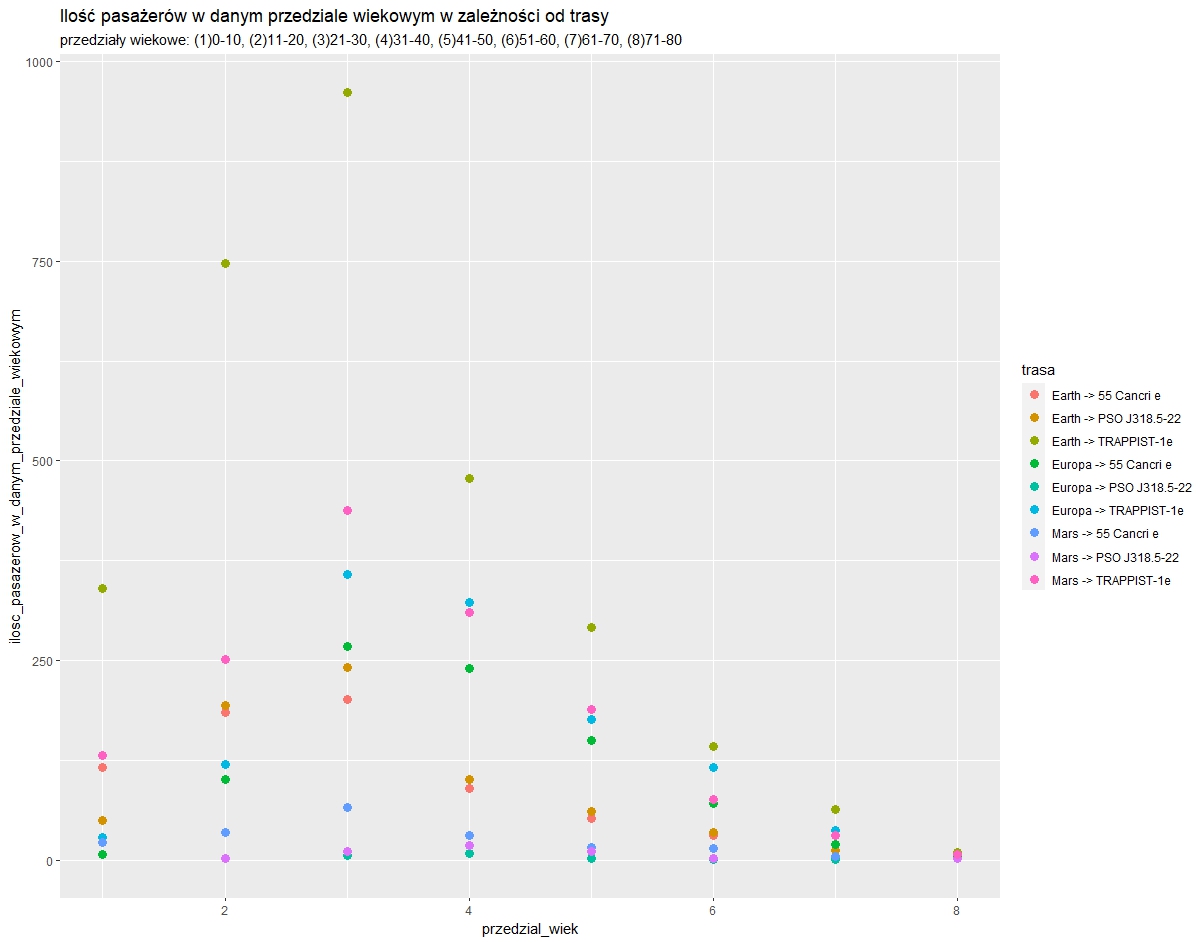 Ilość pasażerów w danym przedziale wiekowym w zależności od trasy
przedziały wiekowe: (1)0-10, (2)11-20, (3)21-30, (4)31-40, (5)41-50, (6)51-60, (7)61-70, (8)71-80
ilosc_pasazerow_w_danym_przedziale_wiekowym
1000
750
500
250
0
2
4
6
8
przedzial_wiek
trasa
Earth -> 55 Cancri e
Earth -> PSO J318.5-22
Earth -> TRAPPIST-1e
Europa -> 55 Cancri e
Europa -> PSO J318.5-22
Europa -> TRAPPIST-1e
Mars -> 55 Cancri e
Mars -> PSO J318.5-22
Mars -> TRAPPIST-1e